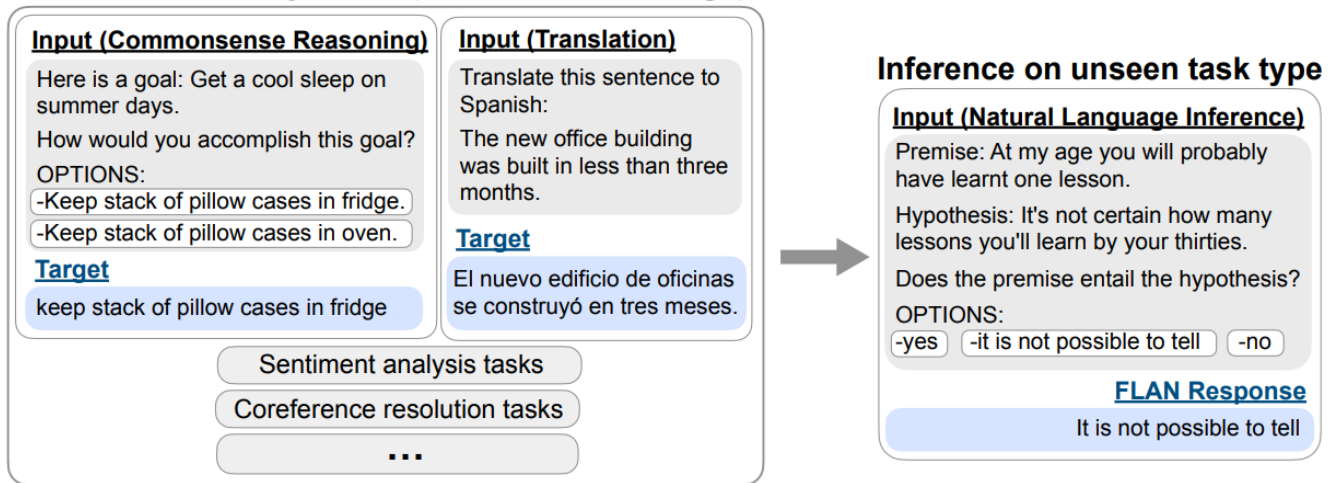 Input (Commonsense Reasoning)
Here is a goal: Get a cool sleep on
summer days.
How would you accomplish this goal?
OPTIONS:
-Keep stack of pillow cases in fridge.
-Keep stack of pillow cases in oven.
Target
keep stack of pillow cases in fridge
Input (Translation)
Translate this sentence to
Spanish:
The new office building
was built in less than three
months.
Target
El nuevo edificio de oficinas
se construyó en tres meses.
Sentiment analysis tasks
Coreference resolution tasks
...
Inference on unseen task type
Input (Natural Language Inference)
Premise: At my age you will probably
have learnt one lesson.
Hypothesis: It's not certain how many
lessons you'll learn by your thirties.
Does the premise entail the hypothesis?
OPTIONS:
-yes
-it is not possible to tell
-no
FLAN Response
It is not possible to tell